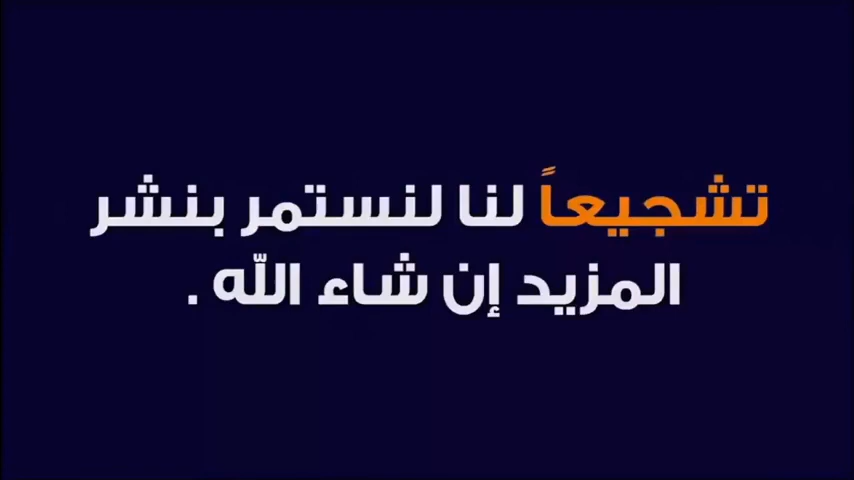 تشجيعاً لنا لنستمر بنشر
المزيد إن شاء الله .